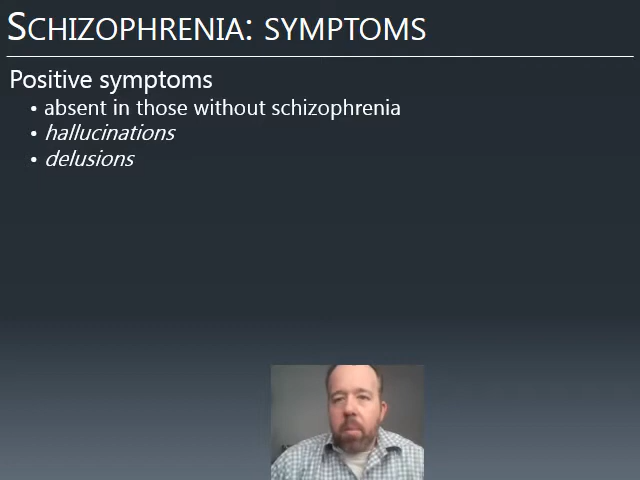 SCHIZOPHRENIA: SYMPTOMS
Positive symptoms
• absent in those without schizophrenia
• hallucinations
• delusions